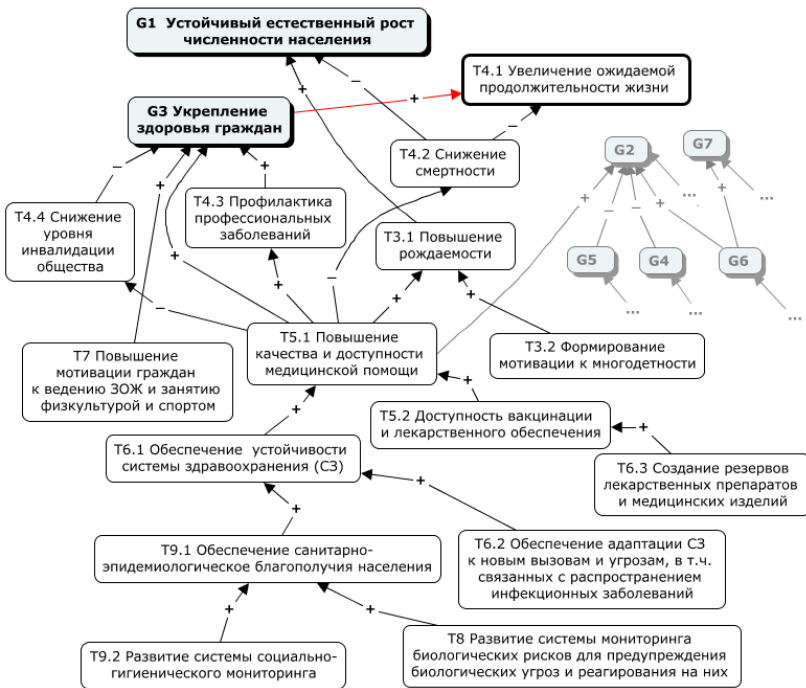 G1 Устойчивый естественный рост
численности населения
T4.1 Увеличение ожидаемой
продолжительности жизни
−
+
+
G3 Укрепление
здоровья граждан
−
T4.2 Снижение
смертности
G2
G7
...
...
−
+
+
T4.3 Профилактика
профессиональных
заболеваний
−
+
−
−
+
+
T4.4 Снижение
уровня
инвалидации
общества
T3.1 Повышение
рождаемости
G5
G4
G6
+
+
...
...
...
−
+
+
+
T5.1 Повышение
качества и доступности
медицинской помощи
T3.2 Формирование
мотивации к многодетности
T7 Повышение
мотивации граждан
к ведению ЗОЖ и занятию
физкультурой и спортом
+
+
T5.2 Доступность вакцинации
и лекарственного обеспечения
+
T6.1 Обеспечение устойчивости
системы здравоохранения (СЗ)
T6.3 Создание резервов
лекарственных препаратов
и медицинских изделий
+
+
T9.1 Обеспечение санитарно-
эпидемиологическое благополучия населения
T6.2 Обеспечение адаптации СЗ
к новым вызовам и угрозам, в т.ч.
связанных с распространением
инфекционных заболеваний
+
+
T9.2 Развитие системы социально-
гигиенического мониторинга
T8 Развитие системы мониторинга
биологических рисков для предупреждения
биологических угроз и реагирования на них